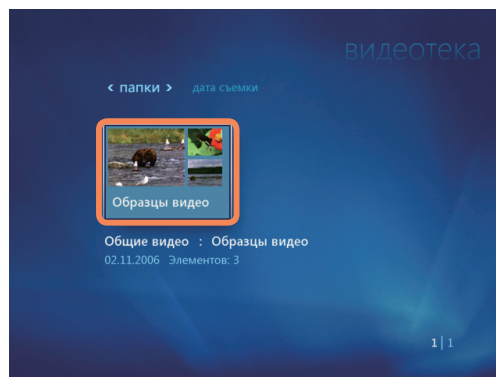 видеотека
< папки > дата съемки
Образцы видео
Общие видео : Образцы видео
02.11.2006 Элементов: 3
1 | 1